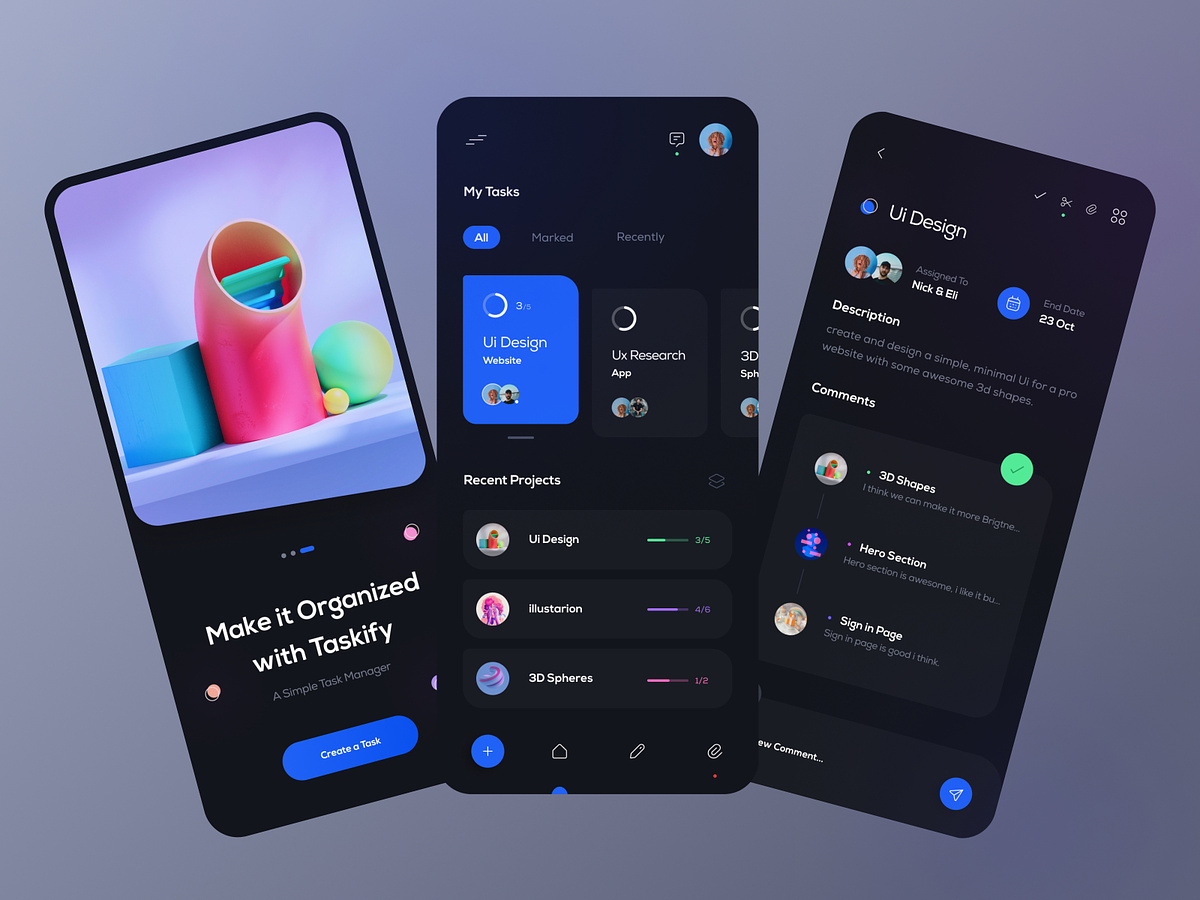 Make it Organized
with Taskify
A Simple Task Manager
Create a Task
My Tasks
All
Marked
Recently
3/5
Ui Design
Website
Ux Research
App
3D
Sph
Recent Projects
Ui Design
3/5
illustarion
4/6
3D Spheres
1/2
Ui Design
Assigned To
Nick & Eli
End Date
23 Oct
Description
create and design a simple, minimal Ui for a pro
website with some awesome 3d shapes.
Comments
3D Shapes
I think we can make it more Brigtne...
Hero Section
Hero section is awesome, i like it bu...
Sign in Page
Sign in page is good i think.
ew Comment...